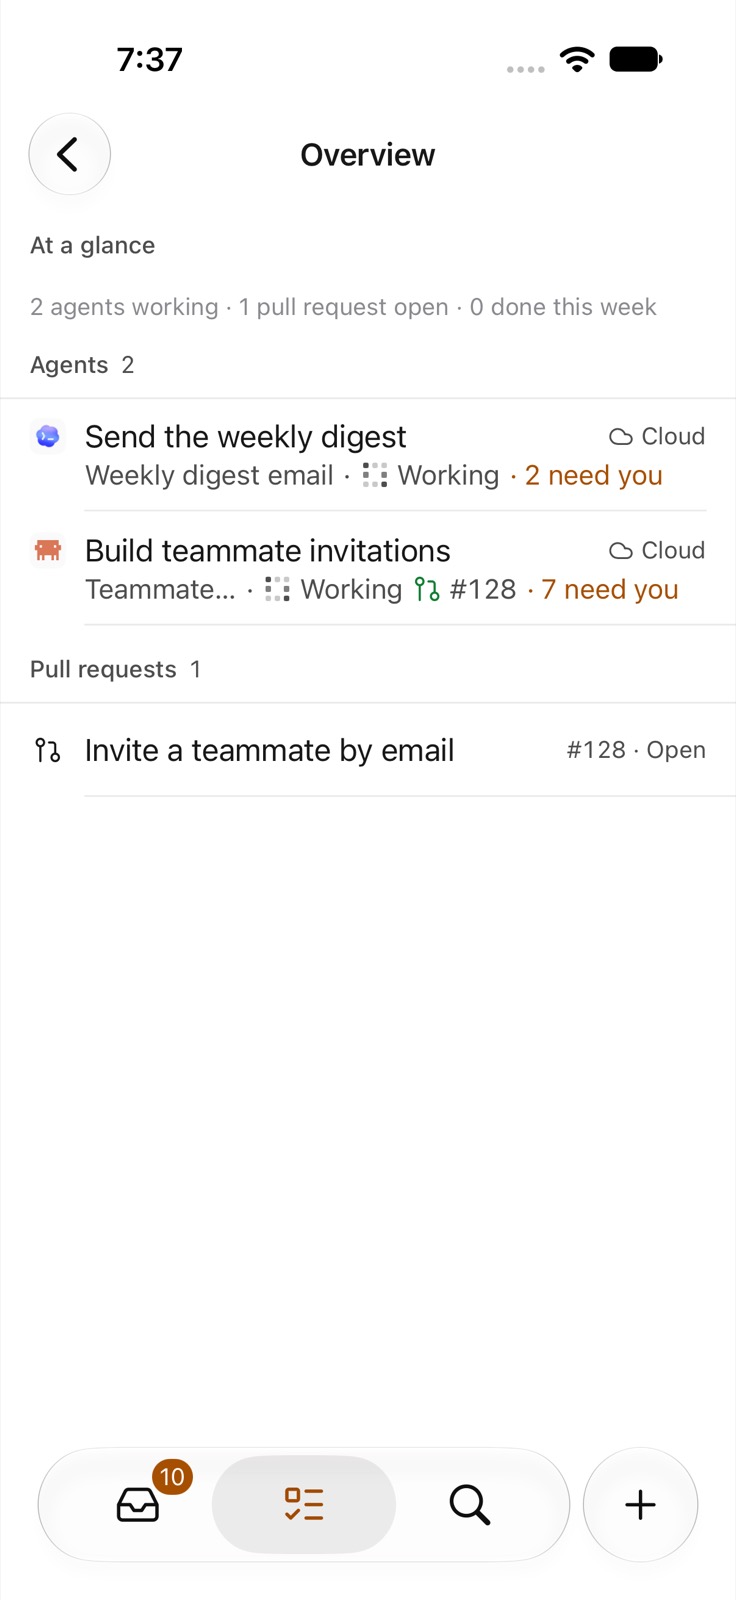 7:37
Overview
At a glance
2 agents working · 1 pull request open · 0 done this week
Agents 2
Send the weekly digest
Cloud
Weekly digest email · Working · 2 need you
Build teammate invitations
Cloud
Teammate... · Working #128 · 7 need you
Pull requests 1
Invite a teammate by email
#128 · Open
10